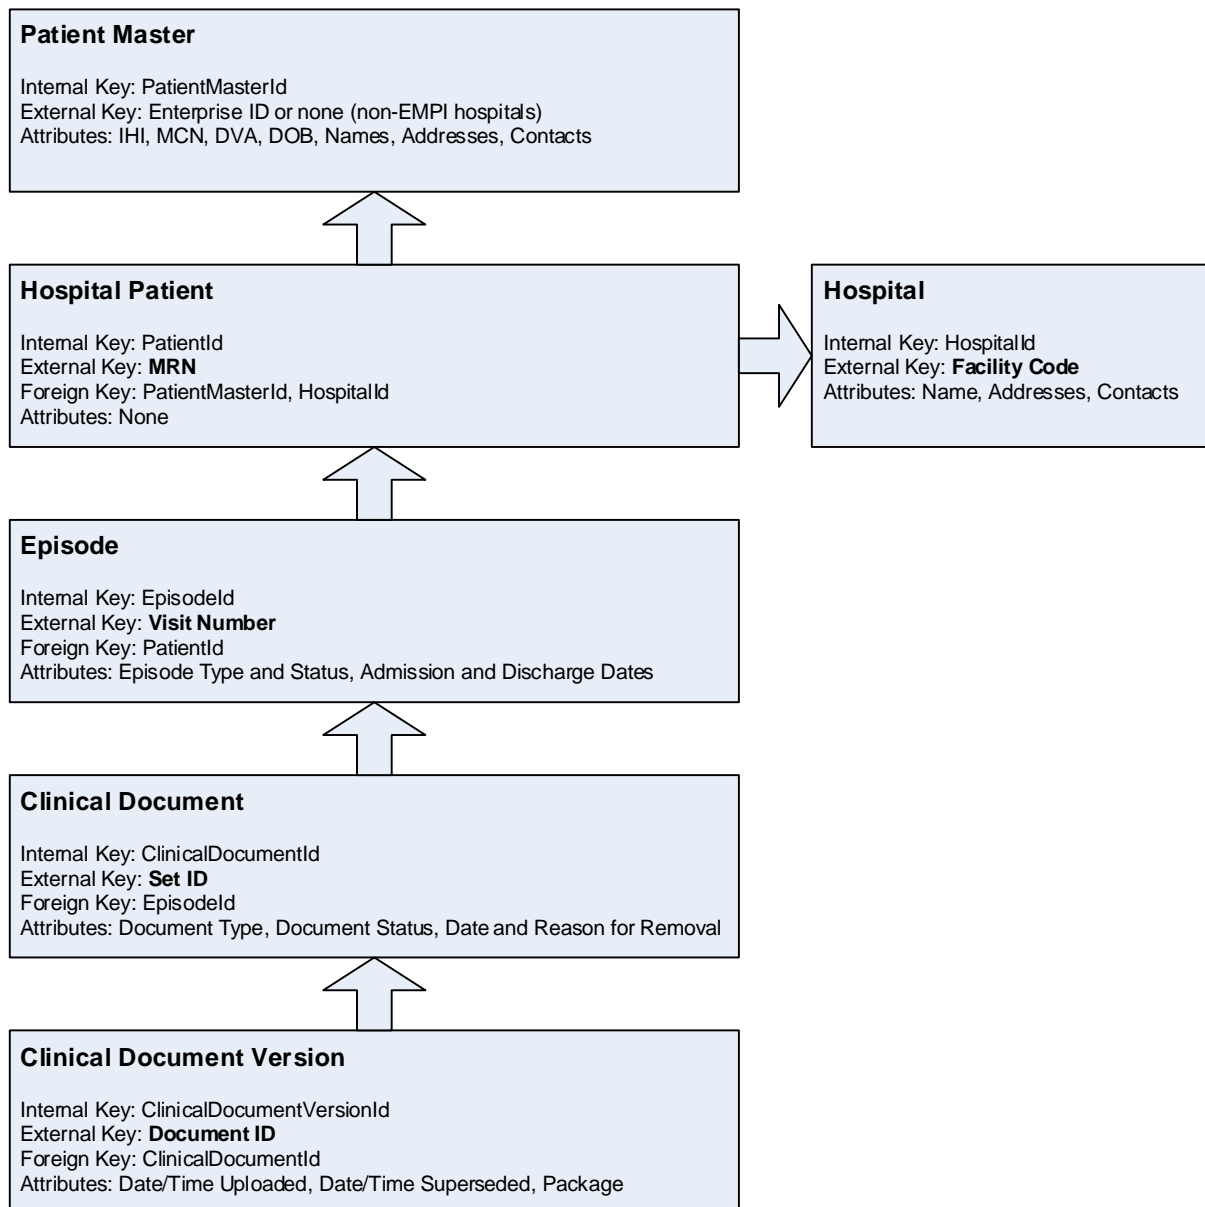 Patient Master
Internal Key: PatientMasterId
External Key: Enterprise ID or none (non-EMPI hospitals)
Attributes: IHI, MCN, DVA, DOB, Names, Addresses, Contacts
Hospital Patient
Internal Key: PatientId
External Key: MRN
Foreign Key: PatientMasterId, HospitalId
Attributes: None
Hospital
Internal Key: HospitalId
External Key: Facility Code
Attributes: Name, Addresses, Contacts
Episode
Internal Key: EpisodeId
External Key: Visit Number
Foreign Key: PatientId
Attributes: Episode Type and Status, Admission and Discharge Dates
Clinical Document
Internal Key: ClinicalDocumentId
External Key: Set ID
Foreign Key: EpisodeId
Attributes: Document Type, Document Status, Date and Reason for Removal
Clinical Document Version
Internal Key: ClinicalDocumentVersionId
External Key: Document ID
Foreign Key: ClinicalDocumentId
Attributes: Date/Time Uploaded, Date/Time Superseded, Package